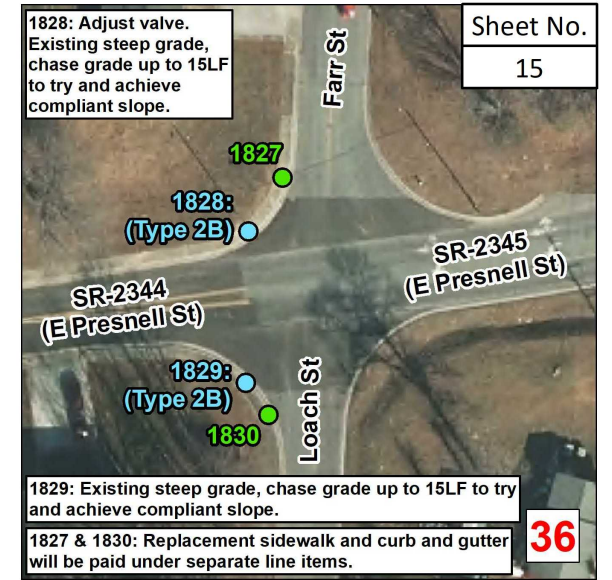 1828: Adjust valve.
Existing steep grade,
chase grade up to 15LF
to try and achieve
compliant slope.
Sheet No.
15
Farr St
1827
1828:
(Type 2B)
SR-2345
(E Presnell St)
SR-2344
(E Presnell St)
1829:
(Type 2B)
1830
Loach St
1829: Existing steep grade, chase grade up to 15LF to try
and achieve compliant slope.
1827 & 1830: Replacement sidewalk and curb and gutter
will be paid under separate line items.
36